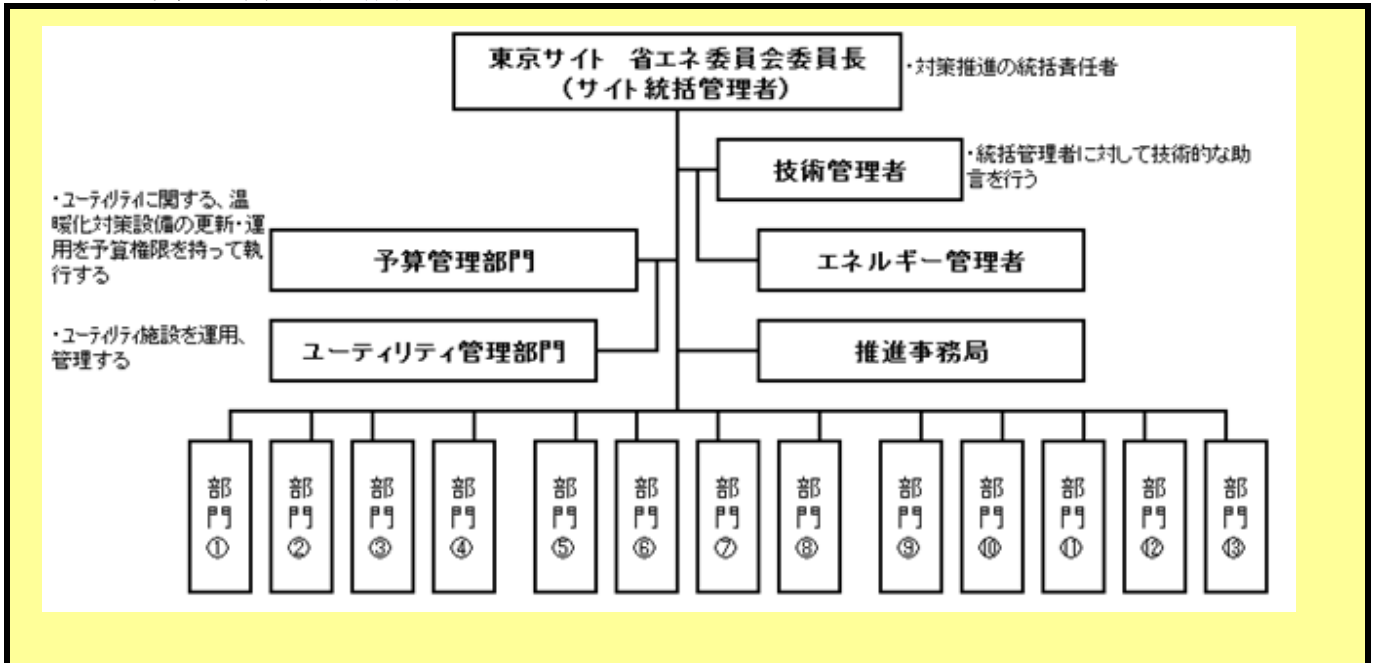 東京サイト 省エネ委員会委員長
(サイト統括管理者)
・対策推進の統括責任者
技術管理者
・統括管理者に対して技術的な助
言を行う
・ユーティリティに関する、温
暖化対策設備の更新・運
用を予算権限を持って執
行する
予算管理部門
エネルギー管理者
・ユーティリティ施設を運用、
管理する
ユーティリティ管理部門
推進事務局
部門①
部門②
部門③
部門④
部門⑤
部門⑥
部門⑦
部門⑧
部門⑨
部門⑩
部門⑪
部門⑫
部門⑬